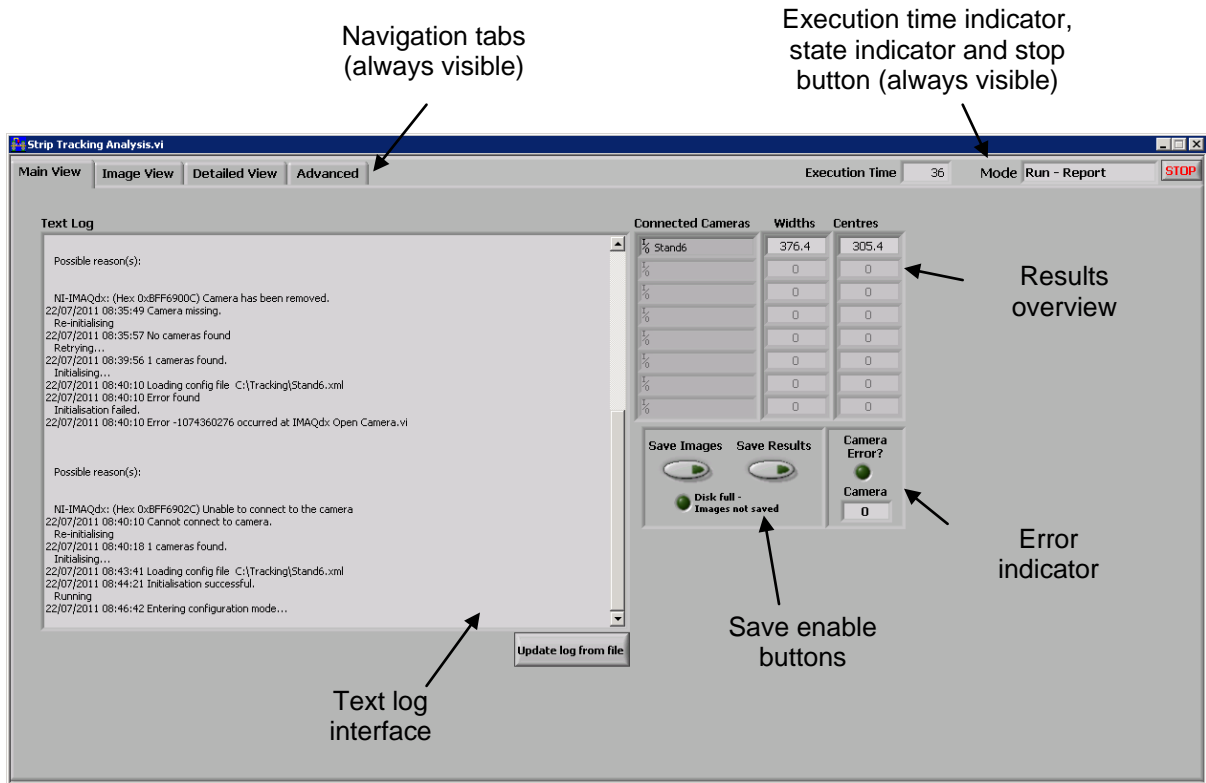 Navigation tabs
(always visible)
Execution time indicator,
state indicator and stop
button (always visible)
Strip Tracking Analysis.vi
Main View Image View Detailed View Advanced Execution Time 36 Mode Run - Report STOP
Text Log
Possible reason(s):
NI-IMAQdx: (Hex 0xBFF6900C) Camera has been removed.
22/07/2011 08:35:49 Camera missing.
Re-initialising
22/07/2011 08:35:57 No cameras found
Retrying...
22/07/2011 08:39:56 1 cameras found.
Initialising...
22/07/2011 08:40:10 Loading config file C:\Tracking\Stand6.xml
22/07/2011 08:40:10 Error found
Initialisation failed.
22/07/2011 08:40:10 Error -1074360276 occurred at IMAQdx Open Camera.vi
Possible reason(s):
NI-IMAQdx: (Hex 0xBFF6902C) Unable to connect to the camera
22/07/2011 08:40:10 Cannot connect to camera.
Re-initialising
22/07/2011 08:40:18 1 cameras found.
Initialising...
22/07/2011 08:43:41 Loading config file C:\Tracking\Stand6.xml
22/07/2011 08:44:21 Initialisation successful.
Running
22/07/2011 08:46:42 Entering configuration mode...
Update log from file
Text log
interface
Connected Cameras Widths Centres
I/0 Stand6 376.4 305.4
I/0 0 0
I/0 0 0
I/0 0 0
I/0 0 0
I/0 0 0
I/0 0 0
I/0 0 0
Results
overview
Save Images Save Results
Disk full -
Images not saved
Camera
Error?
Camera
0
Error
indicator
Save enable
buttons